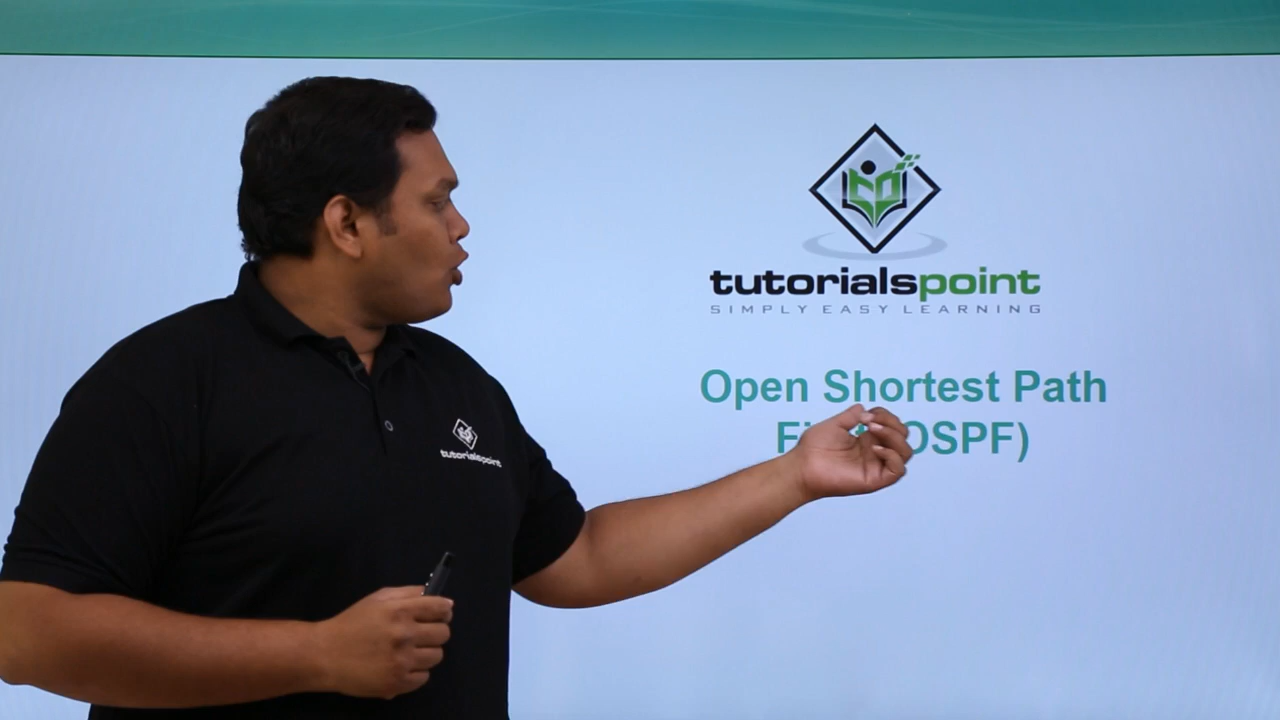 tutorialspoint
SIMPLY EASY LEARNING
Open Shortest Path
OSPF)
tutorialspoint